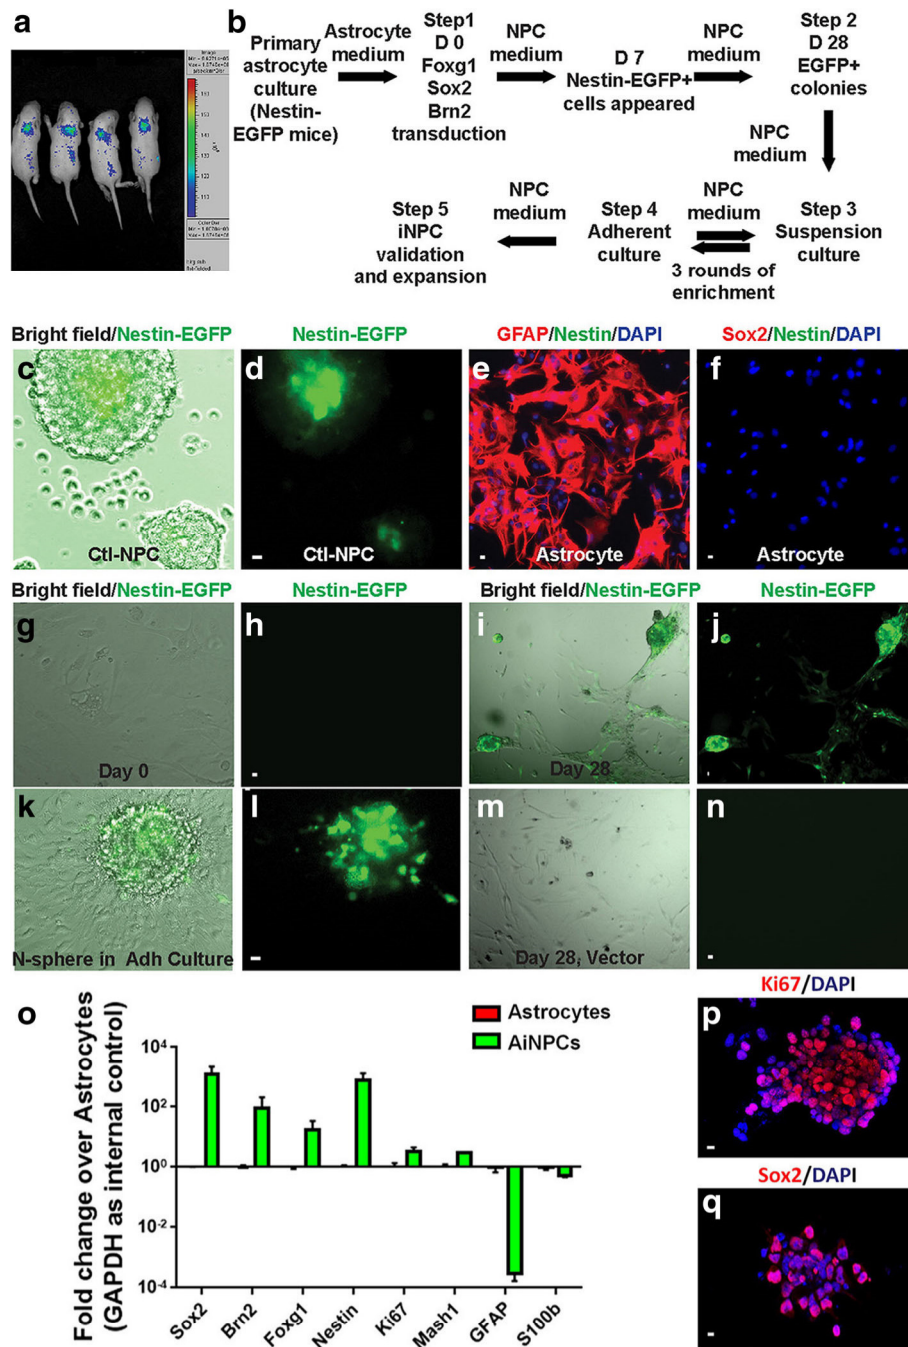 a
b
Primary
astrocyte
culture
(Nestin-
EGFP mice)
Astrocyte
medium
Step1
D 0
Foxg1
Sox2
Brn2
transduction
NPC
medium
D 7
Nestin-EGFP+
cells appeared
NPC
medium
Step 2
D 28
EGFP+
colonies
NPC
medium
Step 3
Suspension
culture
NPC
medium
3 rounds of
enrichment
Step 4
Adherent
culture
NPC
medium
Step 5
iNPC
validation
and expansion
Bright field/Nestin-EGFP
Nestin-EGFP
GFAP/Nestin/DAPI
Sox2/Nestin/DAPI
c
Ctl-NPC
d
Ctl-NPC
e
Astrocyte
f
Astrocyte
Bright field/Nestin-EGFP
Nestin-EGFP
Bright field/Nestin-EGFP
Nestin-EGFP
g
Day 0
h
i
Day 28
j
k
N-sphere in Adh Culture
l
m
Day 28, Vector
n
o
Fold change over Astrocytes
(GAPDH as internal control)
Astrocytes
AiNPCs
10⁴
10²
10⁰
10⁻²
10⁻⁴
Sox2
Brn2
Foxg1
Nestin
Ki67
Mash1
GFAP
S100b
Ki67/DAPI
p
Sox2/DAPI
q